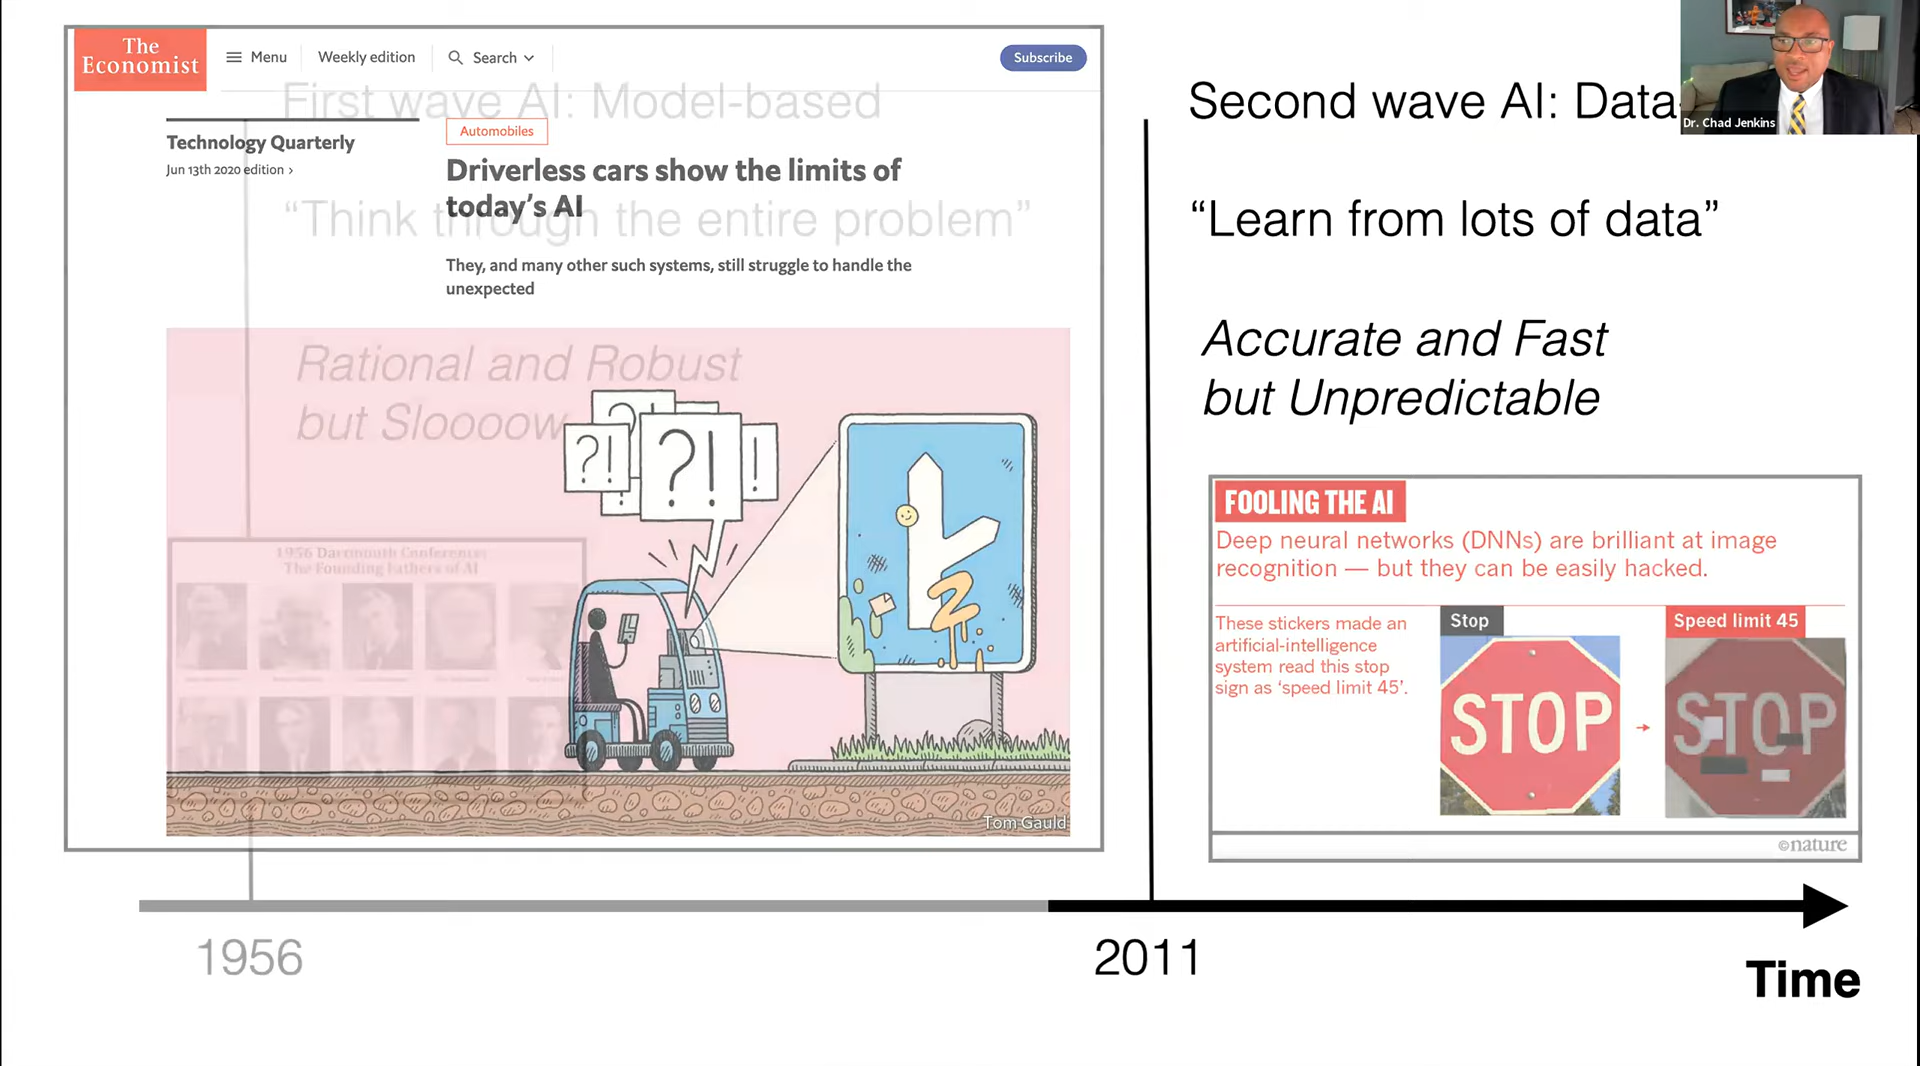 The
Economist
Menu
Weekly edition
Search
Subscribe
First wave AI: Model-based
Technology Quarterly
Jun 13th 2020 edition ›
Automobiles
Driverless cars show the limits of
today's AI
“Think through the entire problem”
They, and many other such systems, still struggle to handle the
unexpected
Rational and Robust
but Sloooow
?!
?!
?!
!
1956 Dartmouth Conference:
The Founding Fathers of AI
Tom Gauld
Second wave AI: Data
Dr. Chad Jenkins
“Learn from lots of data”
Accurate and Fast
but Unpredictable
FOOLING THE AI
Deep neural networks (DNNs) are brilliant at image
recognition — but they can be easily hacked.
These stickers made an
artificial-intelligence
system read this stop
sign as ‘speed limit 45’.
Stop
Speed limit 45
STOP
STOP
©nature
1956
2011
Time